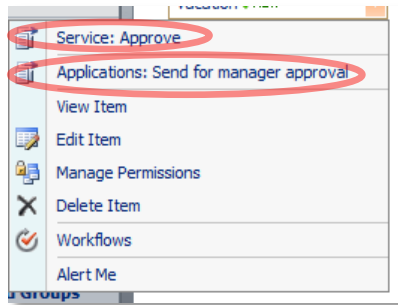 Vacation
Service: Approve
Applications: Send for manager approval
View Item
Edit Item
Manage Permissions
Delete Item
Workflows
Alert Me
Groups